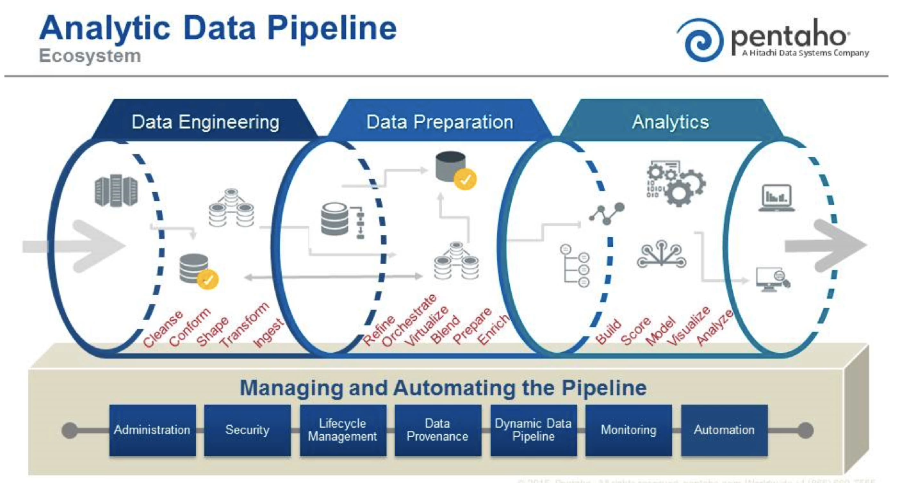 Analytic Data Pipeline
Ecosystem
pentaho
A Hitachi Data Systems Company
Data Engineering
Data Preparation
Analytics
Cleanse
Conform
Shape
Transform
Ingest
Refine
Orchestrate
Virtualize
Blend
Prepare
Enrich
Build
Score
Model
Visualize
Analyze
Managing and Automating the Pipeline
Administration
Security
Lifecycle
Management
Data
Provenance
Dynamic Data
Pipeline
Monitoring
Automation